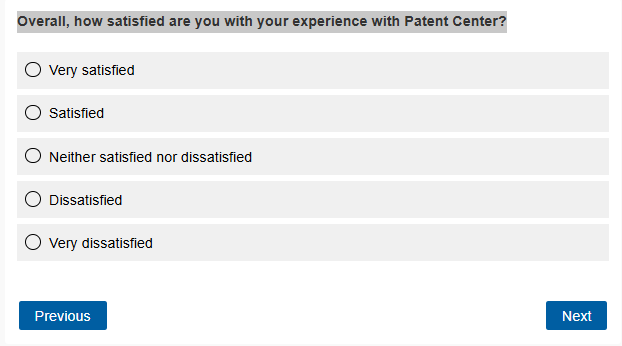 Overall, how satisfied are you with your experience with Patent Center?
Very satisfied
Satisfied
Neither satisfied nor dissatisfied
Dissatisfied
Very dissatisfied
Previous
Next